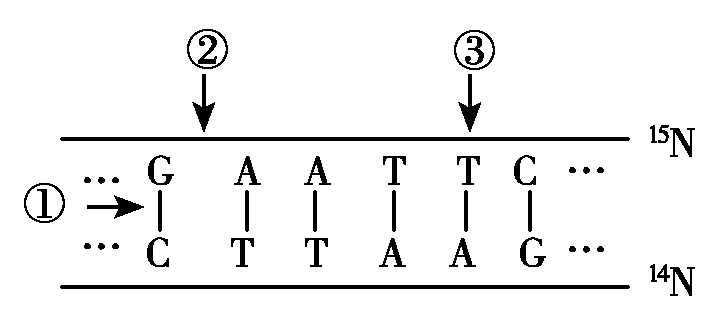 ② ③
¹⁵N
… G A A T T C …
①
… C T T A A G …
¹⁴N